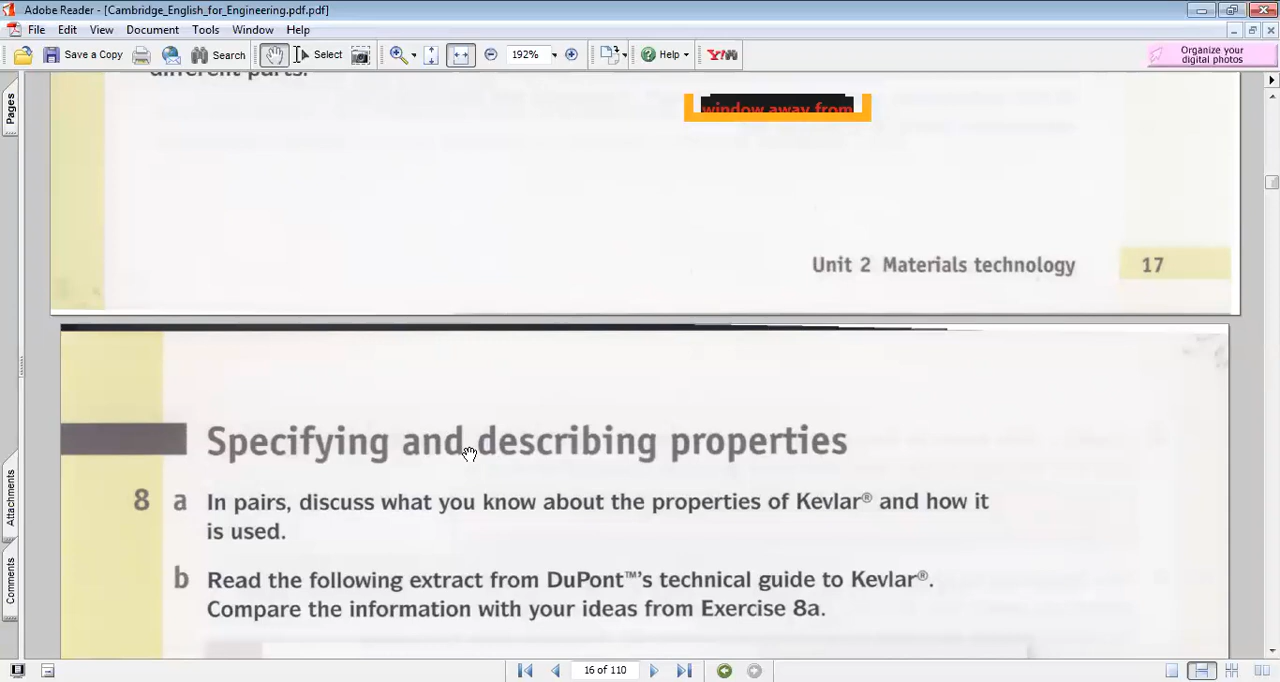 Adobe Reader - [Cambridge_English_for_Engineering.pdf.pdf]
File Edit View Document Tools Window Help
Save a Copy Search Select 192% Help Y!
Organize your
digital photos
Pages
different parts.
window away from
Unit 2 Materials technology 17
Specifying and describing properties
8 a In pairs, discuss what you know about the properties of Kevlar® and how it
is used.
b Read the following extract from DuPont™'s technical guide to Kevlar®.
Compare the information with your ideas from Exercise 8a.
Attachments
Comments
16 of 110